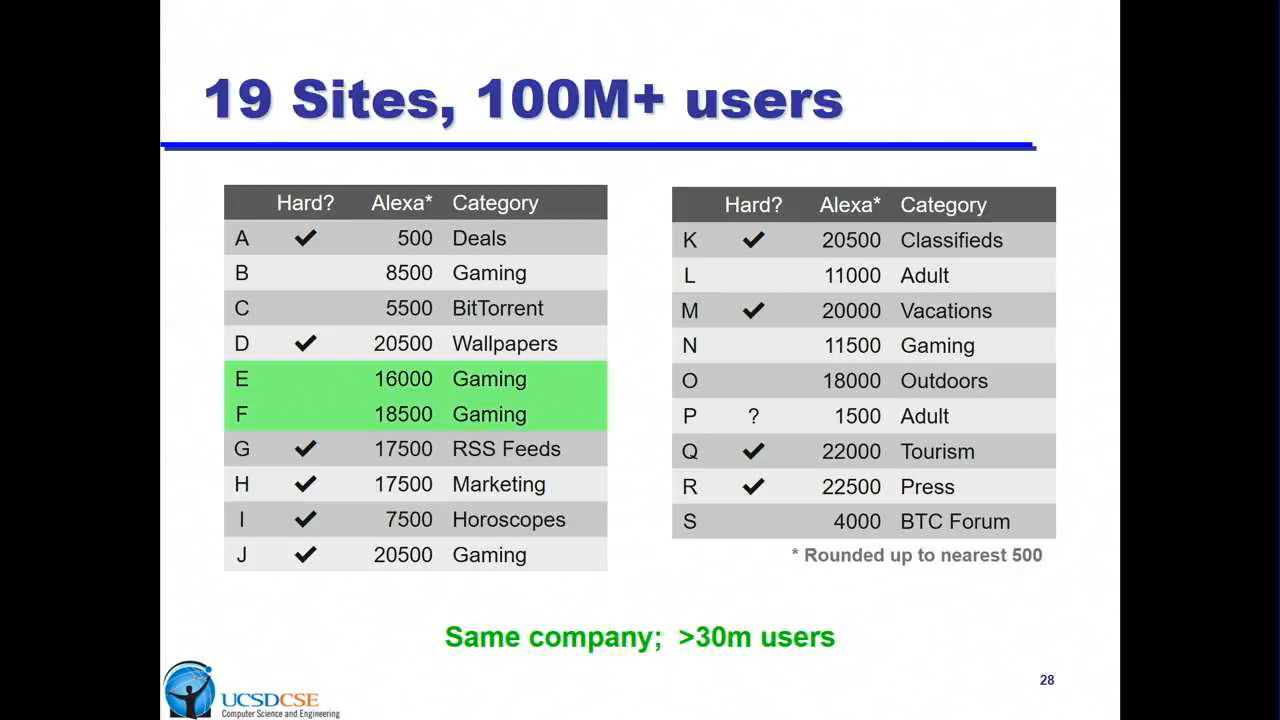 19 Sites, 100M+ users
Hard? Alexa* Category
A ✔ 500 Deals
B 8500 Gaming
C 5500 BitTorrent
D ✔ 20500 Wallpapers
E 16000 Gaming
F 18500 Gaming
G ✔ 17500 RSS Feeds
H ✔ 17500 Marketing
I ✔ 7500 Horoscopes
J ✔ 20500 Gaming
Hard? Alexa* Category
K ✔ 20500 Classifieds
L 11000 Adult
M ✔ 20000 Vacations
N 11500 Gaming
O 18000 Outdoors
P ? 1500 Adult
Q ✔ 22000 Tourism
R ✔ 22500 Press
S 4000 BTC Forum
* Rounded up to nearest 500
Same company; >30m users
28
UCSDCSE
Computer Science and Engineering